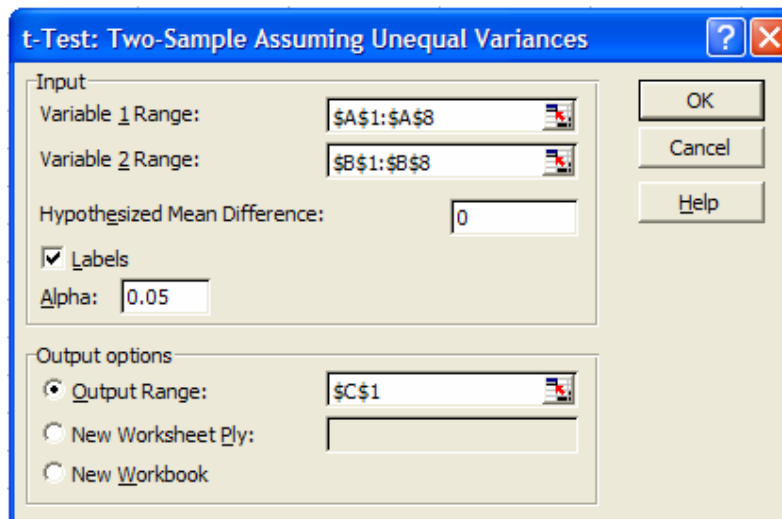 t-Test: Two-Sample Assuming Unequal Variances
Input
Variable 1 Range: $A$1:$A$8
Variable 2 Range: $B$1:$B$8
Hypothesized Mean Difference: 0
Labels
Alpha: 0.05
OK
Cancel
Help
Output options
Output Range: $C$1
New Worksheet Ply:
New Workbook